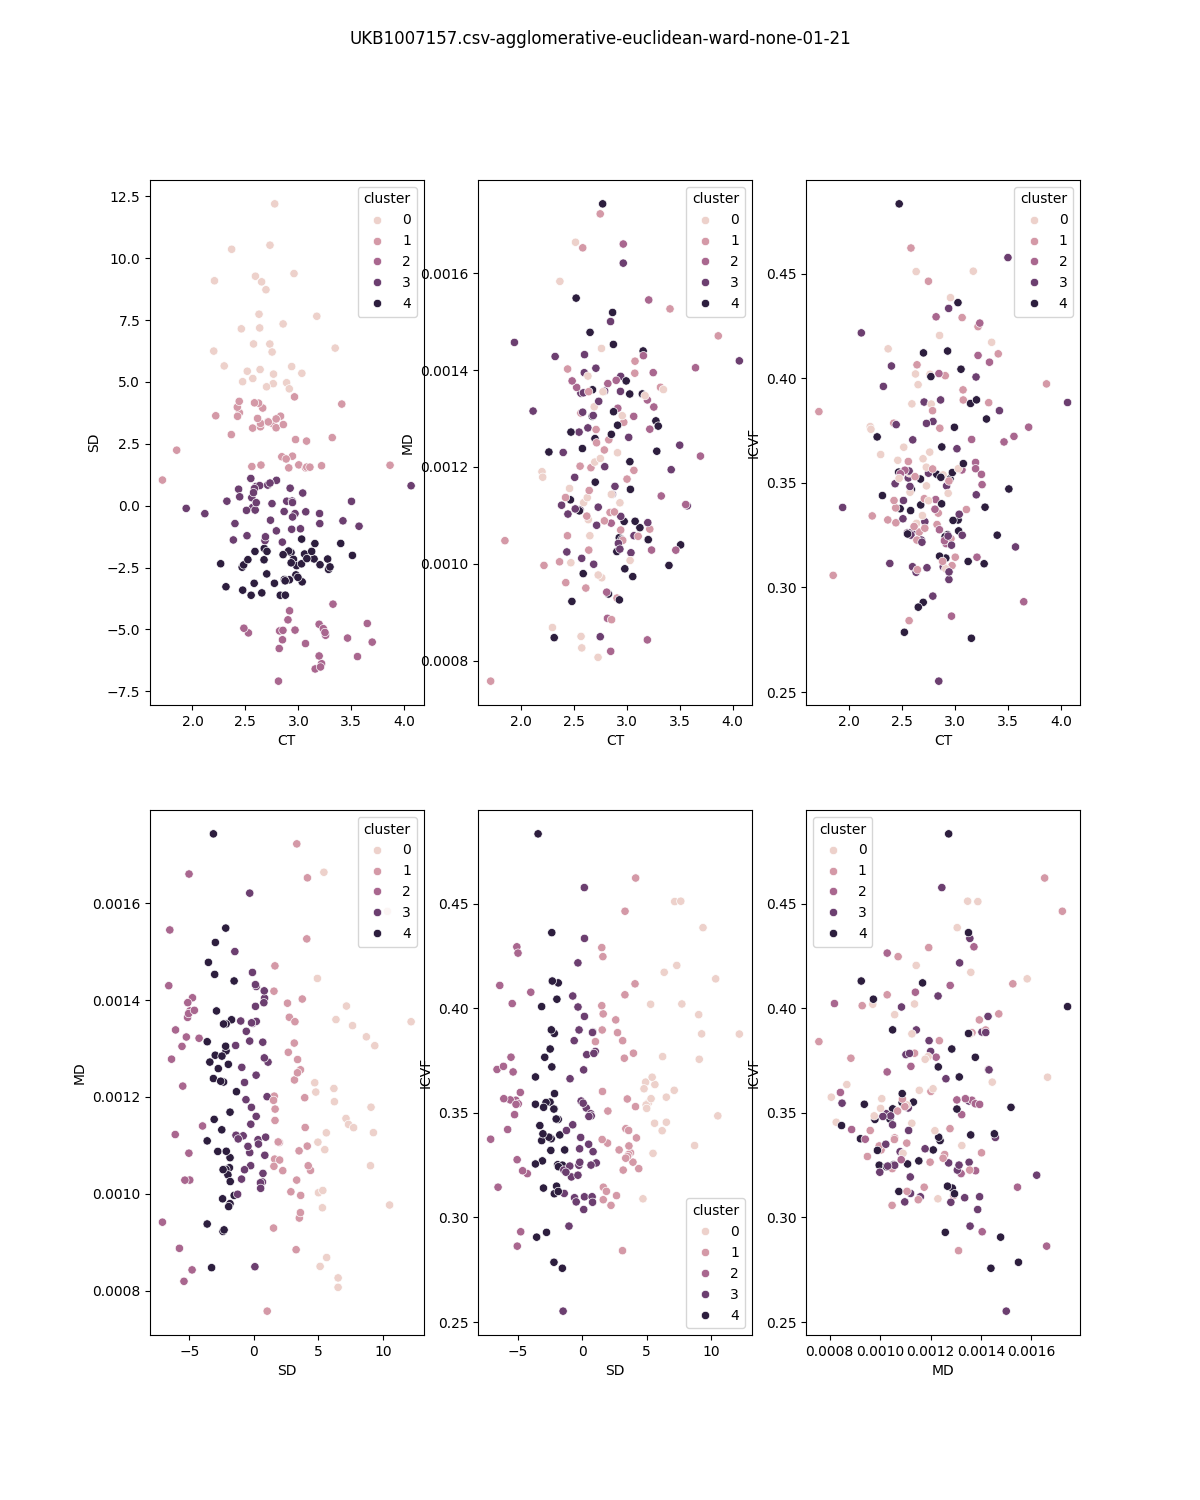 UKB1007157.csv-agglomerative-euclidean-ward-none-01-21
12.5
10.0
7.5
5.0
2.5
0.0
−2.5
−5.0
−7.5
SD
2.0 2.5 3.0 3.5 4.0
CT
cluster
0
1
2
3
4
0.0016
0.0014
0.0012
0.0010
0.0008
MD
2.0 2.5 3.0 3.5 4.0
CT
cluster
0
1
2
3
4
0.45
0.40
0.35
0.30
0.25
ICVF
2.0 2.5 3.0 3.5 4.0
CT
cluster
0
1
2
3
4
0.0016
0.0014
0.0012
0.0010
0.0008
MD
−5 0 5 10
SD
cluster
0
1
2
3
4
0.45
0.40
0.35
0.30
0.25
ICVF
−5 0 5 10
SD
cluster
0
1
2
3
4
0.45
0.40
0.35
0.30
0.25
ICVF
0.0008 0.0010 0.0012 0.0014 0.0016
MD
cluster
0
1
2
3
4